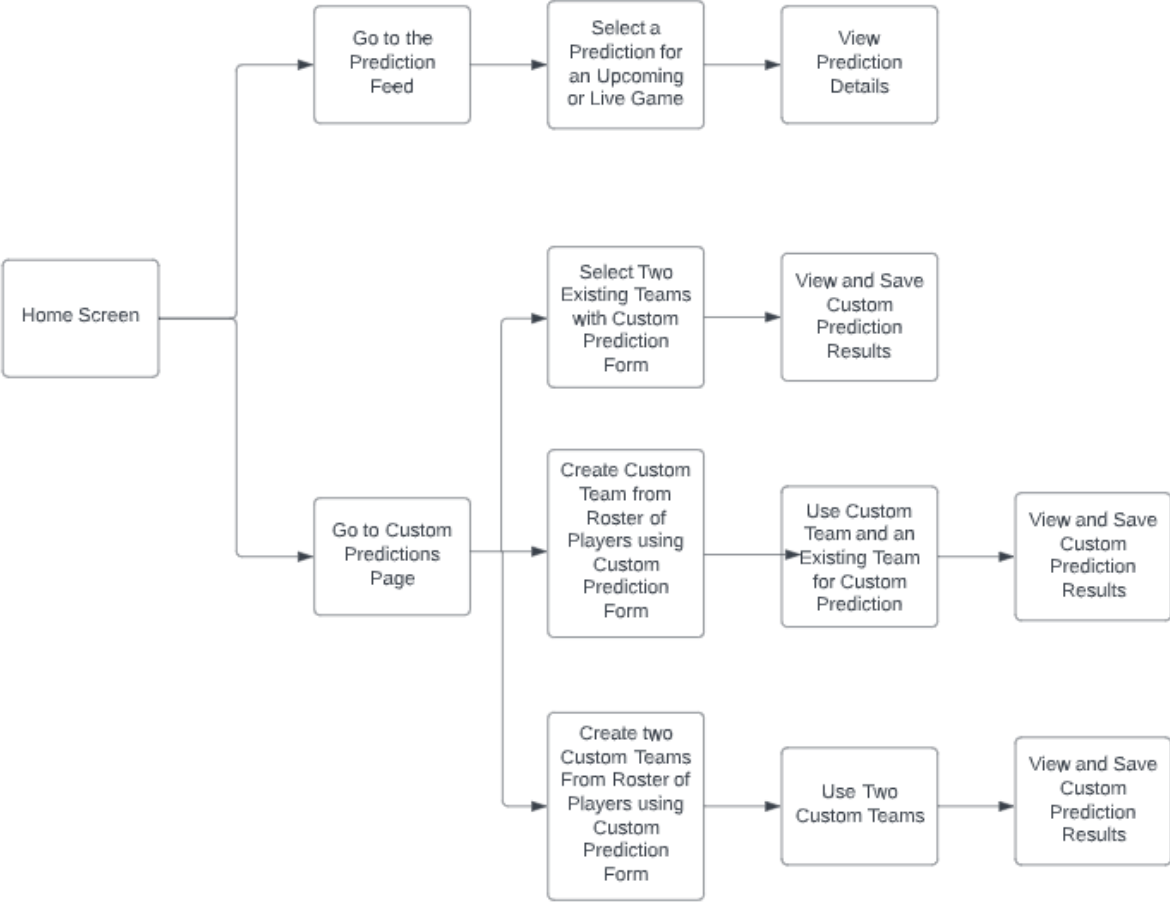 Go to the
Prediction
Feed
Select a
Prediction for
an Upcoming
or Live Game
View
Prediction
Details
Home Screen
Select Two
Existing Teams
with Custom
Prediction
Form
View and Save
Custom
Prediction
Results
Go to Custom
Predictions
Page
Create Custom
Team from
Roster of
Players using
Custom
Prediction
Form
Use Custom
Team and an
Existing Team
for Custom
Prediction
View and Save
Custom
Prediction
Results
Create two
Custom Teams
From Roster of
Players using
Custom
Prediction
Form
Use Two
Custom Teams
View and Save
Custom
Prediction
Results